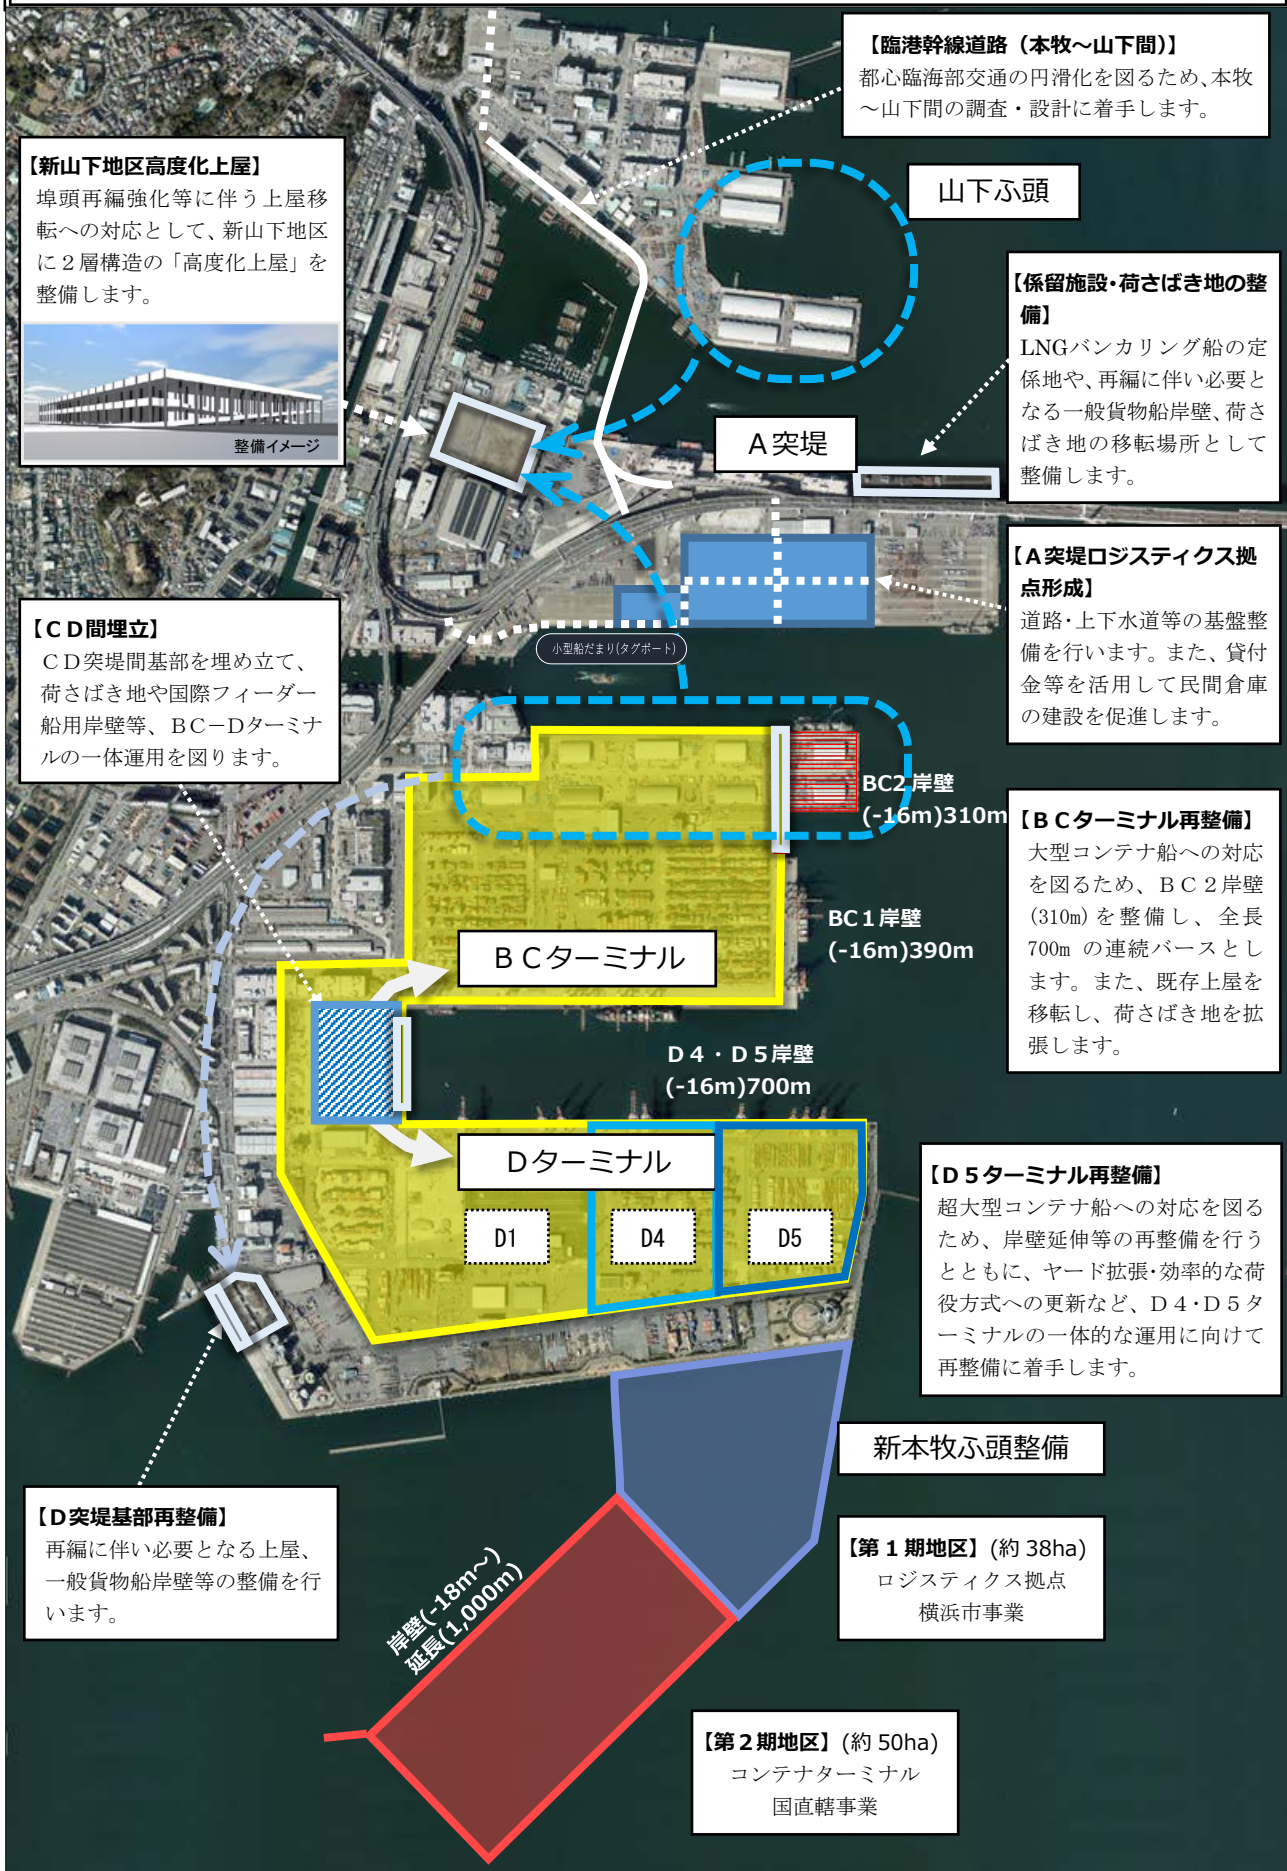 【臨港幹線道路（本牧～山下間）】
都心臨海部交通の円滑化を図るため、本牧
～山下間の調査・設計に着手します。
【新山下地区高度化上屋】
埠頭再編強化等に伴う上屋移
転への対応として、新山下地区
に２層構造の「高度化上屋」を
整備します。
整備イメージ
山下ふ頭
【係留施設・荷さばき地の整
備】
LNGバンカリング船の定
係地や、再編に伴い必要と
なる一般貨物船岸壁、荷さ
ばき地の移転場所として
整備します。
Ａ突堤
【Ａ突堤ロジスティクス拠
点形成】
道路・上下水道等の基盤整
備を行います。また、貸付
金等を活用して民間倉庫
の建設を促進します。
【ＣＤ間埋立】
ＣＤ突堤間基部を埋め立て、
荷さばき地や国際フィーダー
船用岸壁等、ＢＣ－Ｄターミナ
ルの一体運用を図ります。
小型船だまり(タグボート)
BC2 岸壁
(-16m)310m
【ＢＣターミナル再整備】
大型コンテナ船への対応
を図るため、ＢＣ２岸壁
(310m)を整備し、全長
700m の連続バースとし
ます。また、既存上屋を
移転し、荷さばき地を拡
張します。
BC１岸壁
(-16m)390m
ＢＣターミナル
Ｄ４・Ｄ５岸壁
(-16m)700m
Ｄターミナル
D1
D4
D5
【Ｄ５ターミナル再整備】
超大型コンテナ船への対応を図る
ため、岸壁延伸等の再整備を行う
とともに、ヤード拡張・効率的な荷
役方式への更新など、Ｄ４・Ｄ５タ
ーミナルの一体的な運用に向けて
再整備に着手します。
新本牧ふ頭整備
【Ｄ突堤基部再整備】
再編に伴い必要となる上屋、
一般貨物船岸壁等の整備を行
います。
岸壁(-18m～)
延長(1,000m)
【第１期地区】(約 38ha)
ロジスティクス拠点
横浜市事業
【第２期地区】(約 50ha)
コンテナターミナル
国直轄事業